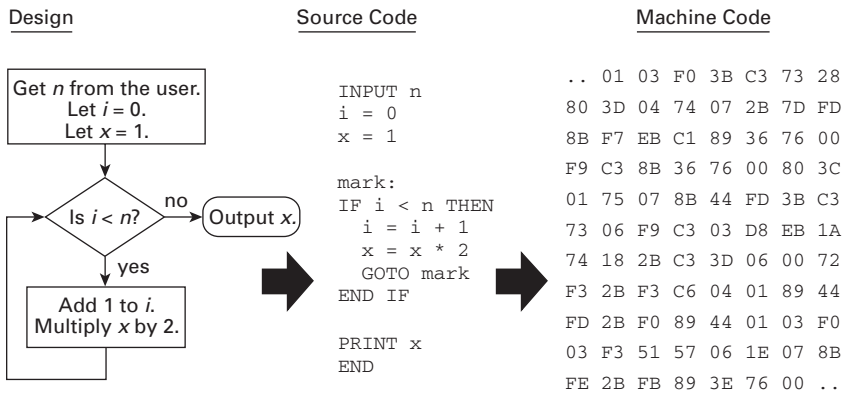 Design
Get n from the user.
Let i = 0.
Let x = 1.
Is i < n?
no
Output x.
yes
Add 1 to i.
Multiply x by 2.
Source Code
INPUT n
i = 0
x = 1
mark:
IF i < n THEN
i = i + 1
x = x * 2
GOTO mark
END IF
PRINT x
END
Machine Code
.. 01 03 F0 3B C3 73 28
80 3D 04 74 07 2B 7D FD
8B F7 EB C1 89 36 76 00
F9 C3 8B 36 76 00 80 3C
01 75 07 8B 44 FD 3B C3
73 06 F9 C3 03 D8 EB 1A
74 18 2B C3 3D 06 00 72
F3 2B F3 C6 04 01 89 44
FD 2B F0 89 44 01 03 F0
03 F3 51 57 06 1E 07 8B
FE 2B FB 89 3E 76 00 ..